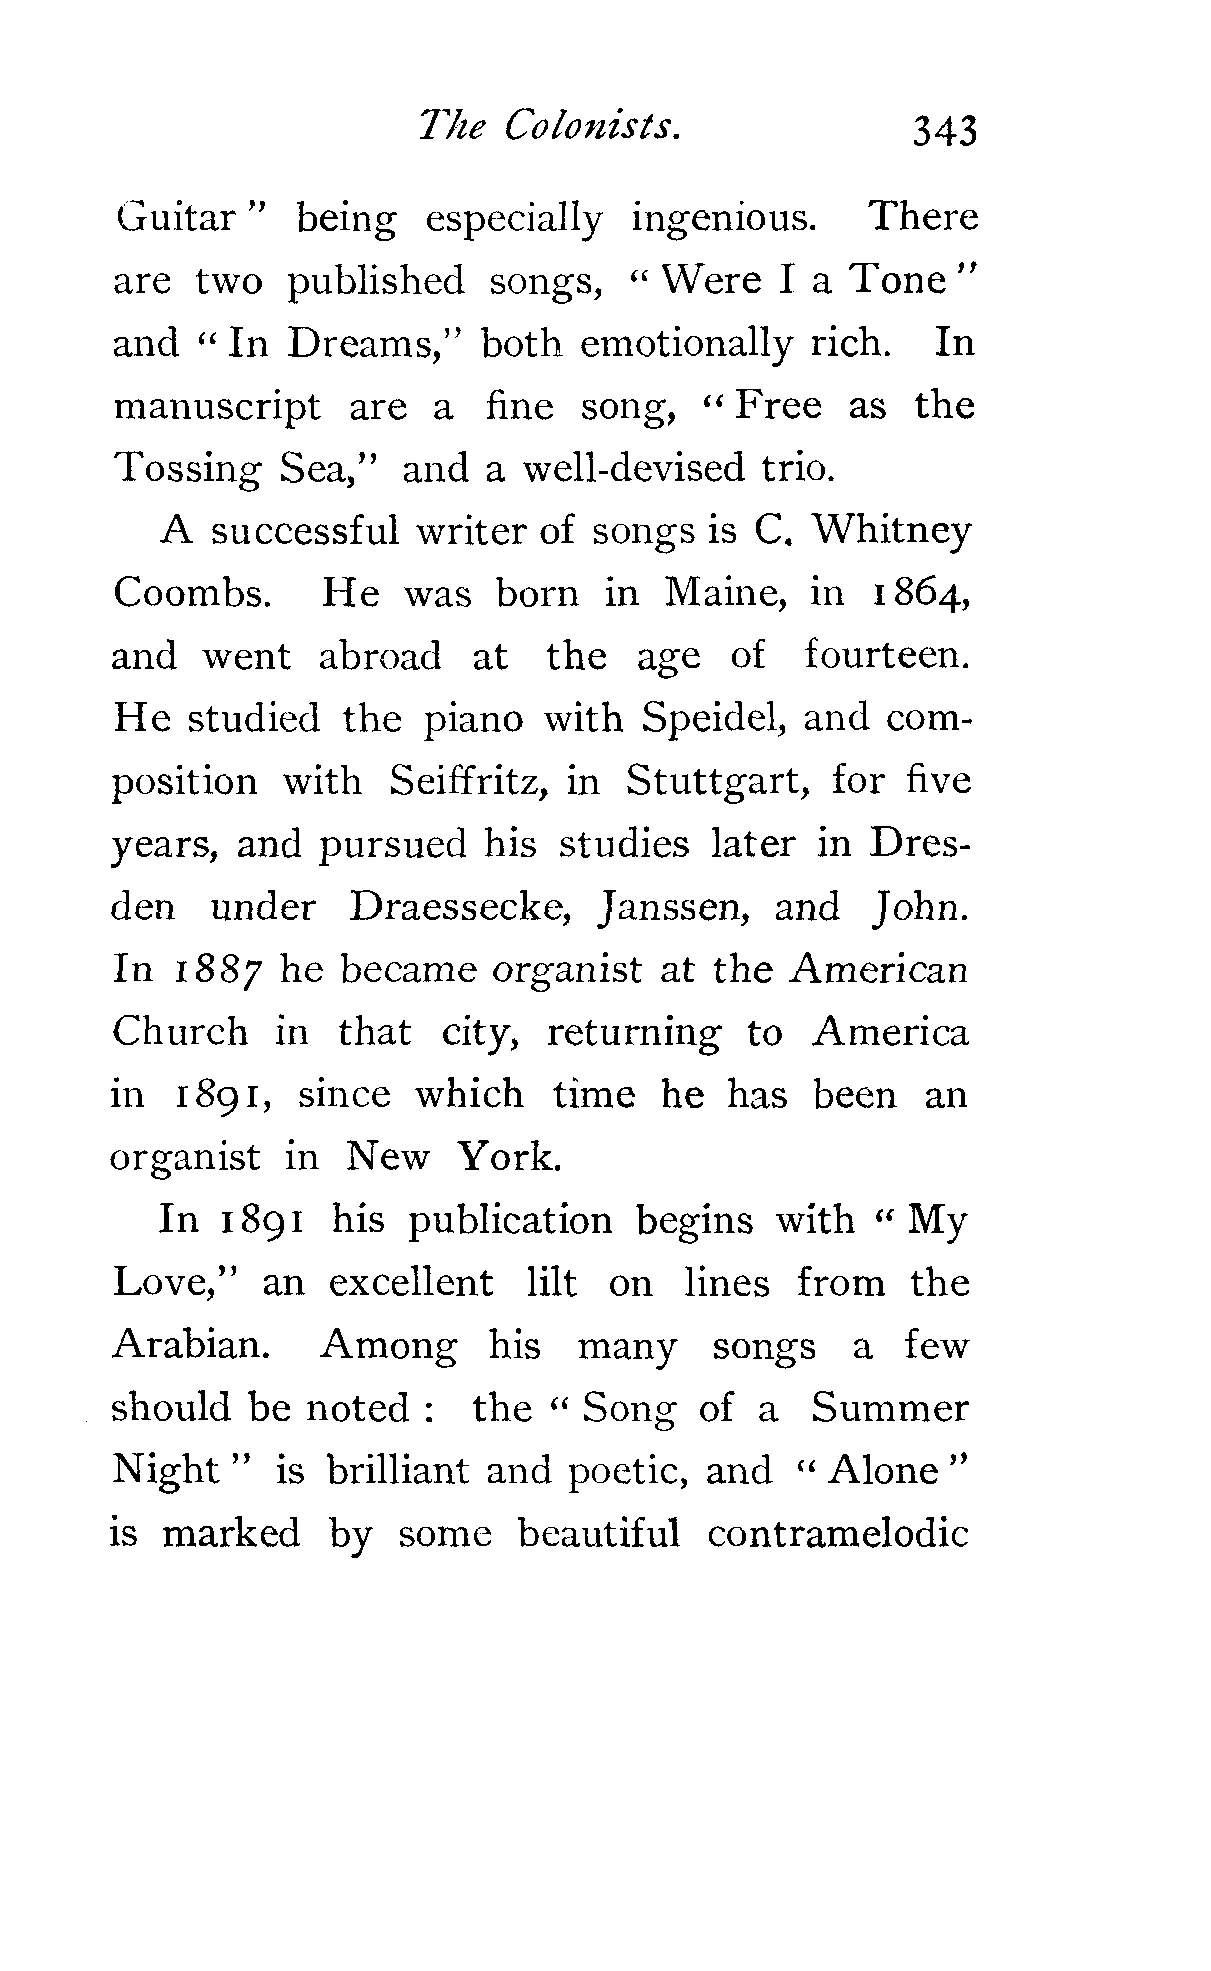 The Colonists. 343
Guitar" being especially ingenious. There
are two published songs, "Were I a Tone"
and "In Dreams," both emotionally rich. In
manuscript are a fine song, "Free as the
Tossing Sea," and a well-devised trio.
A successful writer of songs is C. Whitney
Coombs. He was born in Maine, in 1864,
and went abroad at the age of fourteen.
He studied the piano with Speidel, and com-
position with Seiffritz, in Stuttgart, for five
years, and pursued his studies later in Dres-
den under Draessecke, Janssen, and John.
In 1887 he became organist at the American
Church in that city, returning to America
in 1891, since which time he has been an
organist in New York.
In 1891 his publication begins with "My
Love," an excellent lilt on lines from the
Arabian. Among his many songs a few
should be noted: the "Song of a Summer
Night" is brilliant and poetic, and "Alone"
is marked by some beautiful contramelodic